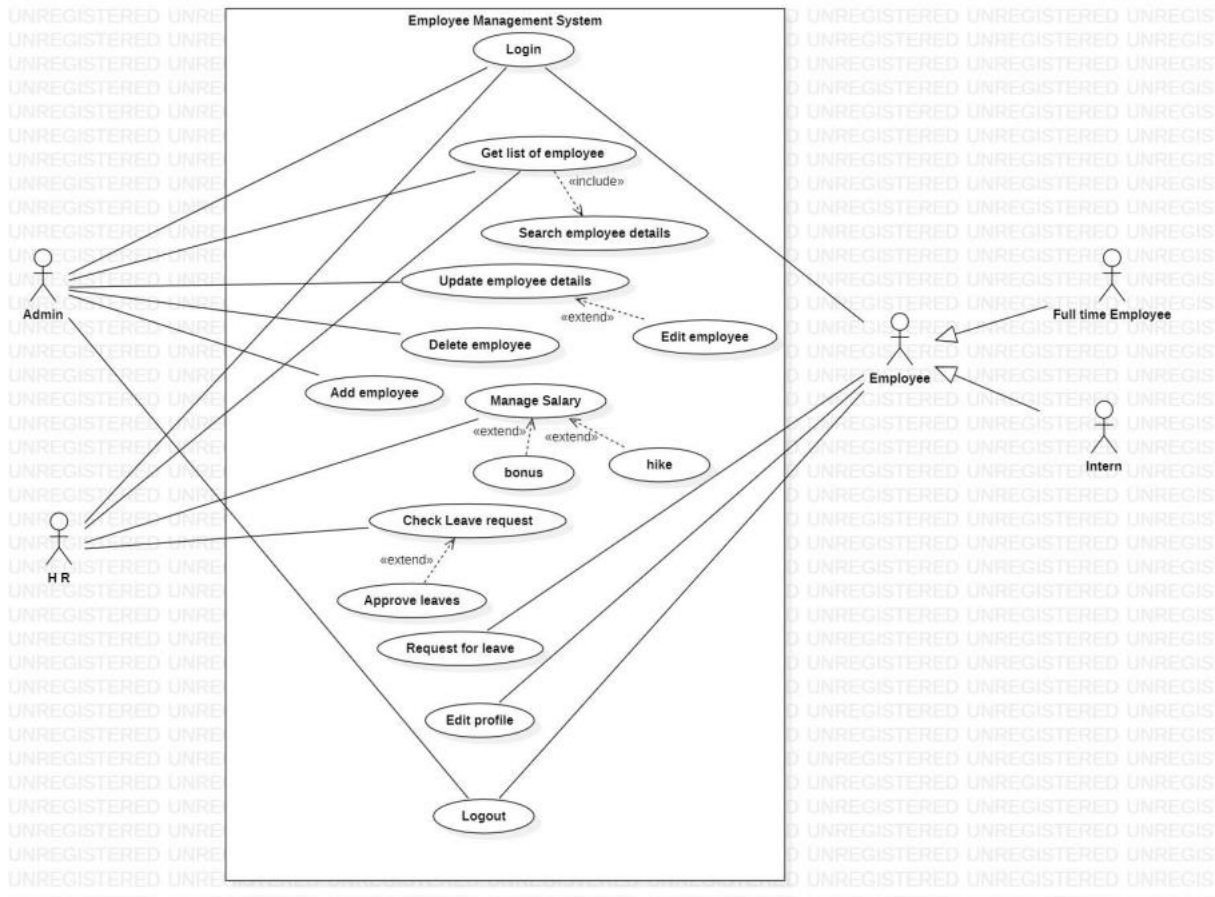 Employee Management System
Login
Get list of employee
«include»
Search employee details
Update employee details
«extend»
Edit employee
Delete employee
Add employee
Manage Salary
«extend»
«extend»
bonus
hike
Check Leave request
«extend»
Approve leaves
Request for leave
Edit profile
Logout
Admin
H R
Employee
Full time Employee
Intern
UNREGISTERED